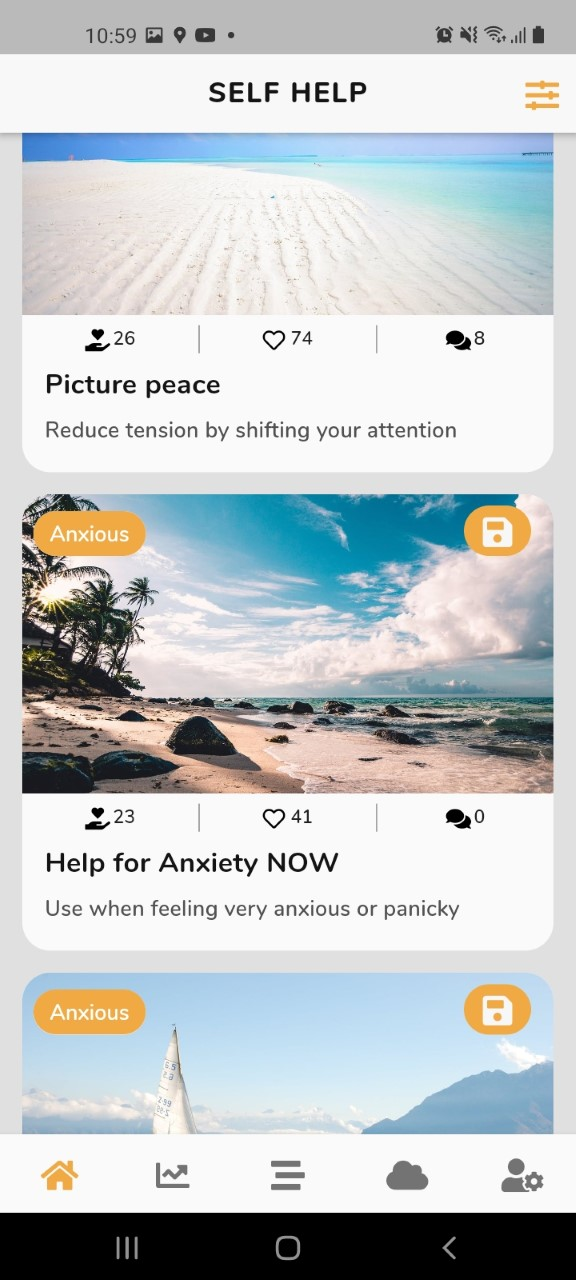 10:59
SELF HELP
26 74 8
Picture peace
Reduce tension by shifting your attention
Anxious
23 41 0
Help for Anxiety NOW
Use when feeling very anxious or panicky
Anxious